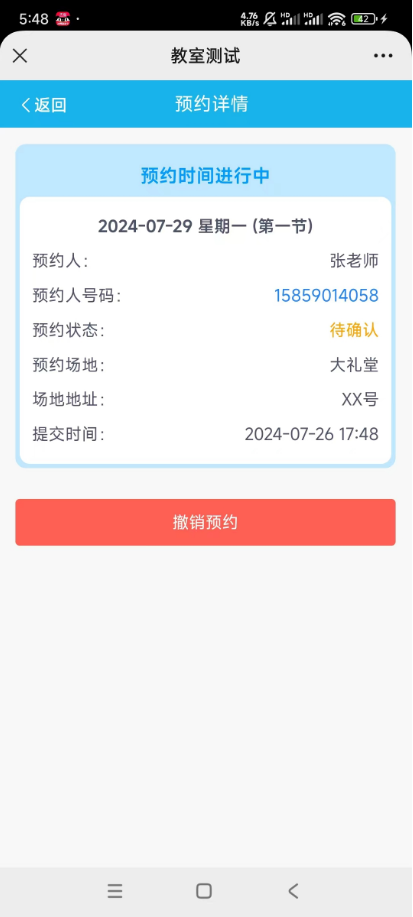 5:48
4.76 KB/s HD HD 42
教室测试
返回 预约详情
预约时间进行中
2024-07-29 星期一 (第一节)
预约人: 张老师
预约人号码: 15859014058
预约状态: 待确认
预约场地: 大礼堂
场地地址: XX号
提交时间: 2024-07-26 17:48
撤销预约